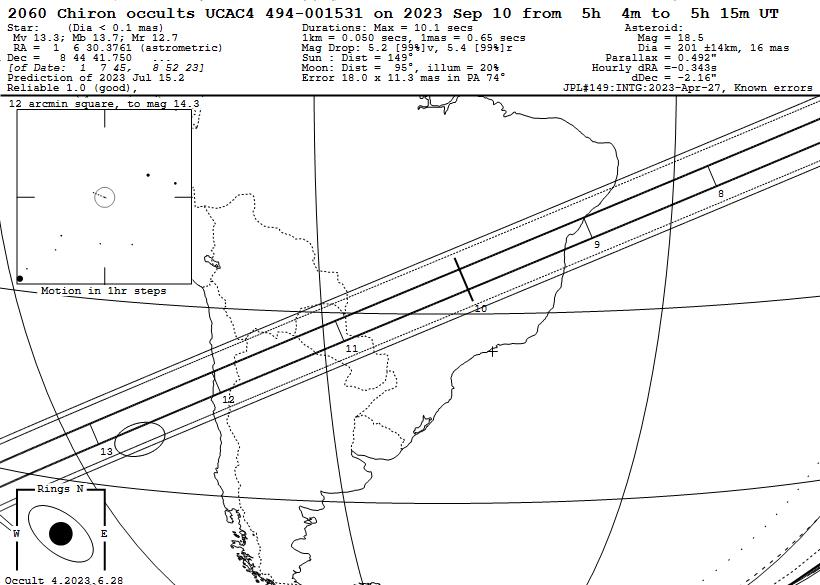 2060 Chiron occults UCAC4 494-001531 on 2023 Sep 10 from  5h  4m to  5h 15m UT
Star:    (Dia < 0.1 mas)
Mv 13.3; Mb 13.7; Mr 12.7
RA =  1  6 30.3761 (astrometric)
Dec =   8 44 41.750   ...
[of Date:  1  7 45,   8 52 23]
Prediction of 2023 Jul 15.2
Reliable 1.0 (good),
Durations: Max = 10.1 secs
1km = 0.050 secs, 1mas = 0.65 secs
Mag Drop: 5.2 [99%]v, 5.4 [99%]r
Sun : Dist = 149°
Moon: Dist =  95°, illum = 20%
Error 18.0 x 11.3 mas in PA 74°
Asteroid:
Mag = 18.5
Dia = 201 ±14km, 16 mas
Parallax = 0.492"
Hourly dRA =-0.343s
dDec = -2.16"
JPL#149:INTG:2023-Apr-27, Known errors
12 arcmin square, to mag 14.3
Motion in 1hr steps
8
9
10
11
12
13
Rings N
W
E
Occult 4.2023.6.28